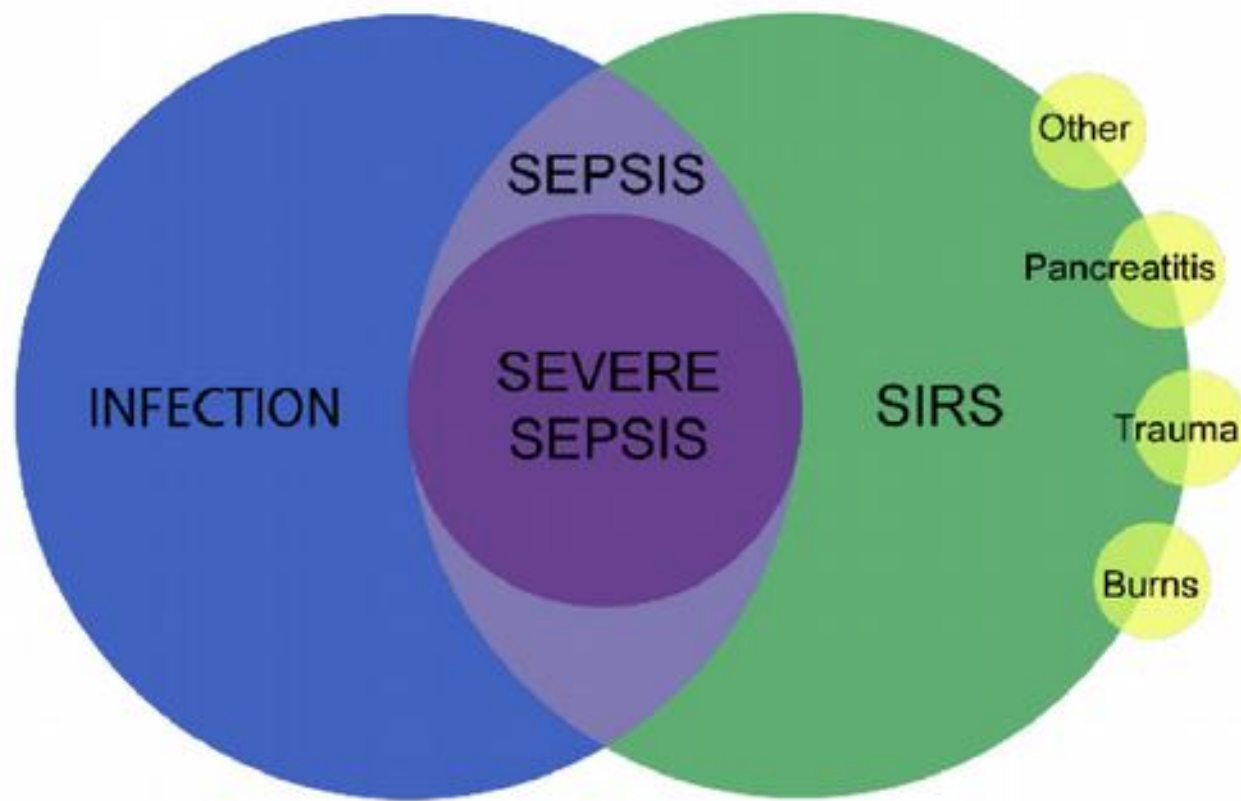 Other
SEPSIS
Pancreatitis
INFECTION
SEVERE
SEPSIS
SIRS
Trauma
Burns